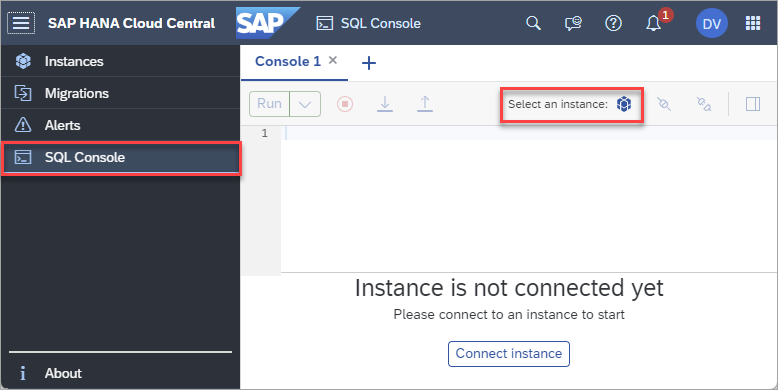 SAP HANA Cloud Central
SAP
SQL Console
1
DV
Instances
Migrations
Alerts
SQL Console
i About
Console 1
Run
Select an instance:
1
Instance is not connected yet
Please connect to an instance to start
Connect instance